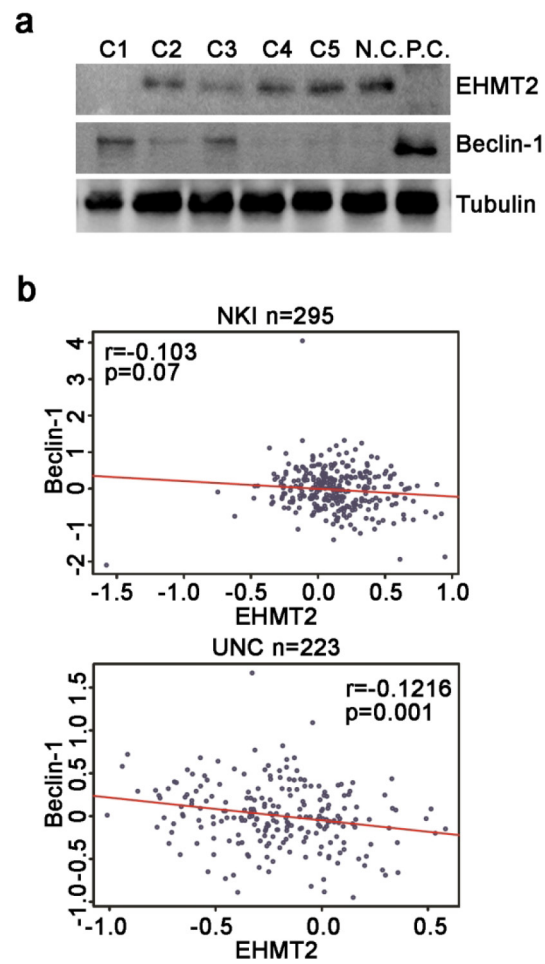 a
C1 C2 C3 C4 C5 N.C. P.C.
EHMT2
Beclin-1
Tubulin
b
NKI n=295
r=-0.103
p=0.07
Beclin-1
4
3
2
1
0
-1
-2
-1.5 -1.0 -0.5 0.0 0.5 1.0
EHMT2
UNC n=223
r=-0.1216
p=0.001
Beclin-1
1.5
1.0
0.5
0
-0.5
-1.0
-1.0 -0.5 0.0 0.5
EHMT2